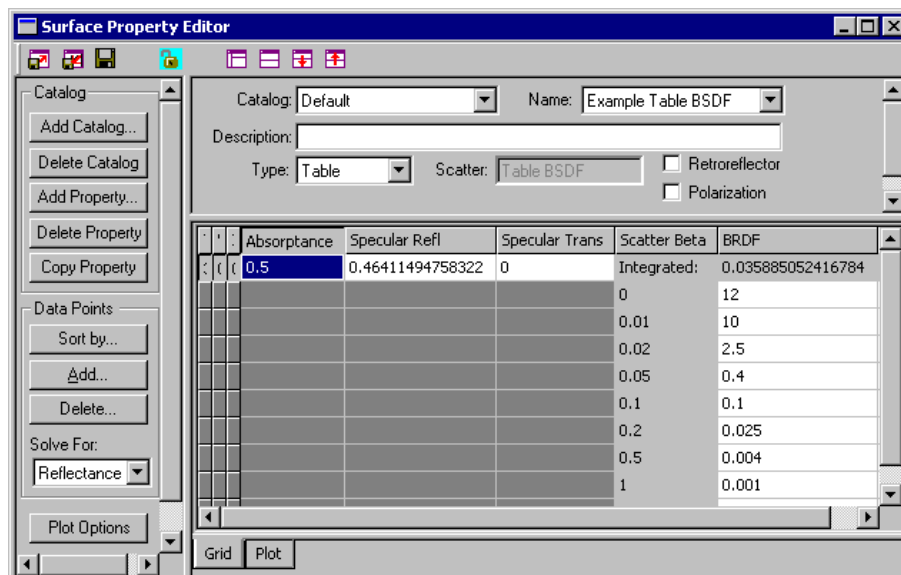 Surface Property Editor
Catalog
Add Catalog...
Delete Catalog
Add Property...
Delete Property
Copy Property
Data Points
Sort by...
Add...
Delete...
Solve For:
Reflectance
Plot Options
Catalog: Default Name: Example Table BSDF
Description:
Type: Table Scatter: Table BSDF Retroreflector
Polarization
Absorptance Specular Refl Specular Trans Scatter Beta BRDF
0.5 0.46411494758322 0 Integrated: 0.035885052416784
0 12
0.01 10
0.02 2.5
0.05 0.4
0.1 0.1
0.2 0.025
0.5 0.004
1 0.001
Grid Plot